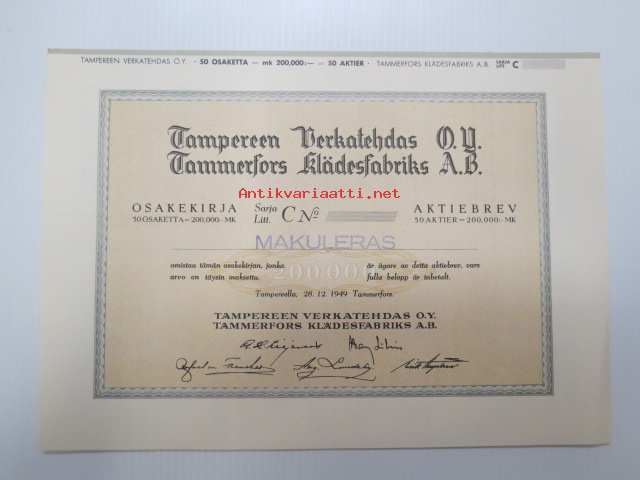 TAMPEREEN VERKATEHDAS O.Y. · 50 OSAKETTA — mk 200,000:— — 50 AKTIER · TAMMERFORS KLÄDESFABRIKS A.B. SARJA LITT. C
Tampereen Verkatehdas O.Y.
Tammerfors Klädesfabriks A.B.
Antikvariaatti.net
OSAKEKIRJA Sarja Litt. C No AKTIEBREV
50 OSAKETTA = 200,000:- MK 50 AKTIER = 200,000:- MK
MAKULERAS
omistaa tämän osakekirjan, jonka är ägare av detta aktiebrev, vars
200,000
arvo on täysin maksettu. fulla belopp är inbetalt.
Tampereella, 28.12.1949 Tammerfors.
TAMPEREEN VERKATEHDAS O.Y.
TAMMERFORS KLÄDESFABRIKS A.B.